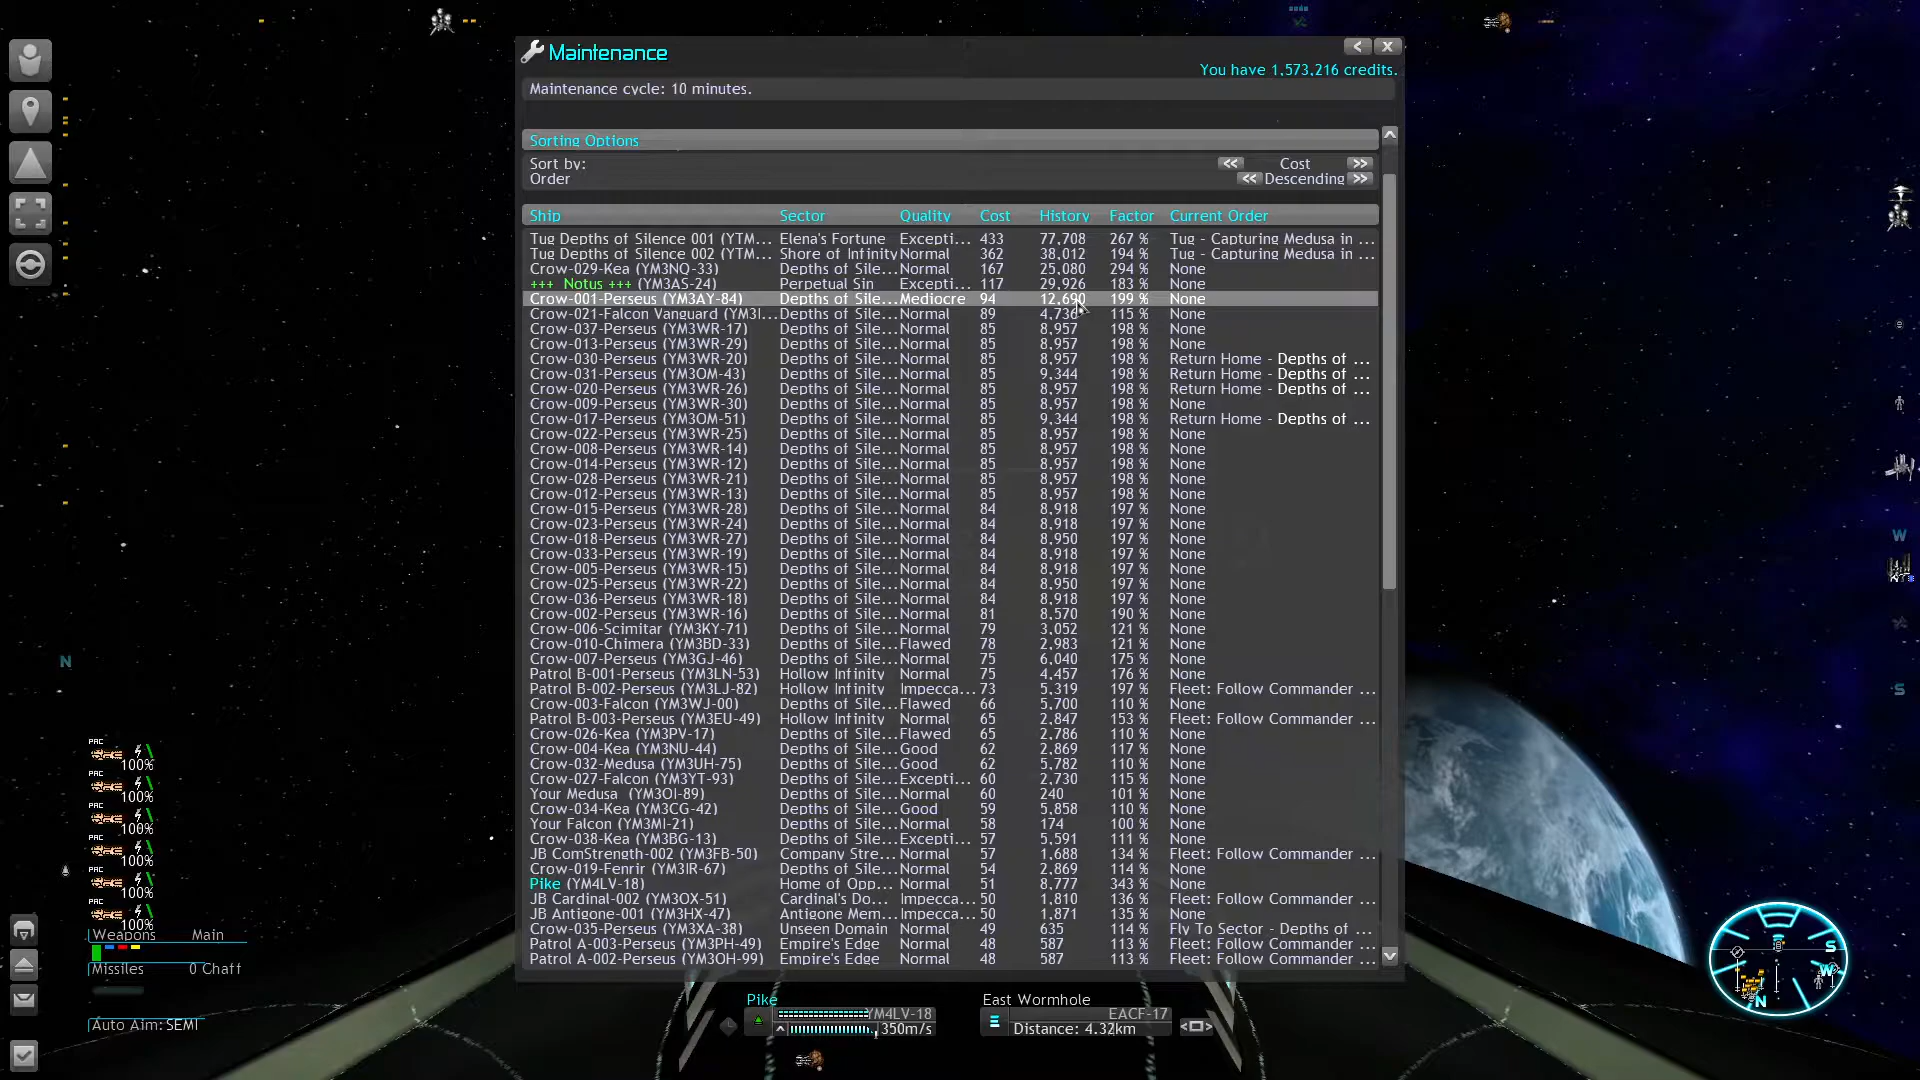 Maintenance
You have 1,573,216 credits.
Maintenance cycle: 10 minutes.
Sorting Options
Sort by: << Cost >>
Order << Descending >>
Ship Sector Quality Cost History Factor Current Order
Tug Depths of Silence 001 (YTM... Elena's Fortune Excepti... 433 77,708 267 % Tug - Capturing Medusa in ...
Tug Depths of Silence 002 (YTM... Shore of Infinity Normal 362 38,012 194 % Tug - Capturing Medusa in ...
Crow-029-Kea (YM3NQ-33) Depths of Sile... Normal 167 25,080 294 % None
+++ Notus +++ (YM3AS-24) Perpetual Sin Excepti... 117 29,926 183 % None
Crow-001-Perseus (YM3AY-84) Depths of Sile... Mediocre 94 12,690 199 % None
Crow-021-Falcon Vanguard (YM3I... Depths of Sile... Normal 89 4,736 115 % None
Crow-037-Perseus (YM3WR-17) Depths of Sile... Normal 85 8,957 198 % None
Crow-013-Perseus (YM3WR-29) Depths of Sile... Normal 85 8,957 198 % None
Crow-030-Perseus (YM3WR-20) Depths of Sile... Normal 85 8,957 198 % Return Home - Depths of ...
Crow-031-Perseus (YM3OM-43) Depths of Sile... Normal 85 9,344 198 % Return Home - Depths of ...
Crow-020-Perseus (YM3WR-26) Depths of Sile... Normal 85 8,957 198 % Return Home - Depths of ...
Crow-009-Perseus (YM3WR-30) Depths of Sile... Normal 85 8,957 198 % None
Crow-017-Perseus (YM3OM-51) Depths of Sile... Normal 85 9,344 198 % Return Home - Depths of ...
Crow-022-Perseus (YM3WR-25) Depths of Sile... Normal 85 8,957 198 % None
Crow-008-Perseus (YM3WR-14) Depths of Sile... Normal 85 8,957 198 % None
Crow-014-Perseus (YM3WR-12) Depths of Sile... Normal 85 8,957 198 % None
Crow-028-Perseus (YM3WR-21) Depths of Sile... Normal 85 8,957 198 % None
Crow-012-Perseus (YM3WR-13) Depths of Sile... Normal 85 8,957 198 % None
Crow-015-Perseus (YM3WR-28) Depths of Sile... Normal 84 8,918 197 % None
Crow-023-Perseus (YM3WR-24) Depths of Sile... Normal 84 8,918 197 % None
Crow-018-Perseus (YM3WR-27) Depths of Sile... Normal 84 8,950 197 % None
Crow-033-Perseus (YM3WR-19) Depths of Sile... Normal 84 8,918 197 % None
Crow-005-Perseus (YM3WR-15) Depths of Sile... Normal 84 8,918 197 % None
Crow-025-Perseus (YM3WR-22) Depths of Sile... Normal 84 8,950 197 % None
Crow-036-Perseus (YM3WR-18) Depths of Sile... Normal 84 8,918 197 % None
Crow-002-Perseus (YM3WR-16) Depths of Sile... Normal 81 8,570 190 % None
Crow-006-Scimitar (YM3KY-71) Depths of Sile... Normal 79 3,052 121 % None
Crow-010-Chimera (YM3BD-33) Depths of Sile... Flawed 78 2,983 121 % None
Crow-007-Perseus (YM3GJ-46) Depths of Sile... Normal 75 6,040 175 % None
Patrol B-001-Perseus (YM3LN-53) Hollow Infinity Normal 75 4,457 176 % None
Patrol B-002-Perseus (YM3LJ-82) Hollow Infinity Impecca... 73 5,319 197 % Fleet: Follow Commander ...
Crow-003-Falcon (YM3WJ-00) Depths of Sile... Flawed 66 5,700 110 % None
Patrol B-003-Perseus (YM3EU-49) Hollow Infinity Normal 65 2,847 153 % Fleet: Follow Commander ...
Crow-026-Kea (YM3PV-17) Depths of Sile... Flawed 65 2,786 110 % None
Crow-004-Kea (YM3NU-44) Depths of Sile... Good 62 2,869 117 % None
Crow-032-Medusa (YM3UH-75) Depths of Sile... Good 62 5,782 110 % None
Crow-027-Falcon (YM3YT-93) Depths of Sile... Excepti... 60 2,730 115 % None
Your Medusa (YM3OI-89) Depths of Sile... Normal 60 240 101 % None
Crow-034-Kea (YM3CG-42) Depths of Sile... Good 59 5,858 110 % None
Your Falcon (YM3MI-21) Depths of Sile... Normal 58 174 100 % None
Crow-038-Kea (YM3BG-13) Depths of Sile... Excepti... 57 5,591 111 % None
JB ComStrength-002 (YM3FB-50) Company Stre... Normal 57 1,688 134 % Fleet: Follow Commander ...
Crow-019-Fenrir (YM3IR-67) Depths of Sile... Normal 54 2,869 114 % None
Pike (YM4LV-18) Home of Opp... Normal 51 8,777 343 % None
JB Cardinal-002 (YM3OX-51) Cardinal's Do... Impecca... 50 1,810 136 % Fleet: Follow Commander ...
JB Antigone-001 (YM3HX-47) Antigone Mem... Impecca... 50 1,871 135 % None
Crow-035-Perseus (YM3XA-38) Unseen Domain Normal 49 635 114 % Fly To Sector - Depths of ...
Patrol A-003-Perseus (YM3PH-49) Empire's Edge Normal 48 587 113 % Fleet: Follow Commander ...
Patrol A-002-Perseus (YM3OH-99) Empire's Edge Normal 48 587 113 % Fleet: Follow Commander ...
N
W
S
PAC
100%
PAC
100%
PAC
100%
PAC
100%
PAC
100%
PAC
100%
Weapons Main
Missiles 0 Chaff
Auto Aim: SEMI
Pike
YM4LV-18
350m/s
East Wormhole
EACF-17
Distance: 4.32km
S
W
N